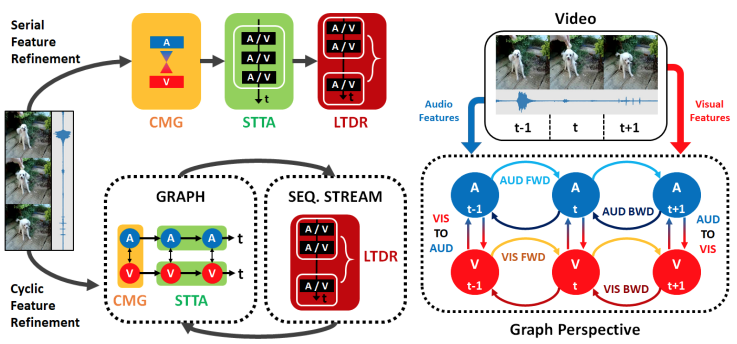 Serial
Feature
Refinement
A
V
CMG
A / V
A / V
A / V
t
STTA
A / V
A / V
A / V
t
LTDR
Cyclic
Feature
Refinement
GRAPH
A
A
A
t
V
V
V
t
CMG
STTA
SEQ. STREAM
A / V
A / V
A / V
t
LTDR
Video
t-1
t
t+1
Audio
Features
Visual
Features
A
t-1
AUD FWD
A
t
A
t+1
AUD BWD
VIS
TO
AUD
AUD
TO
VIS
V
t-1
VIS FWD
V
t
V
t+1
VIS BWD
Graph Perspective